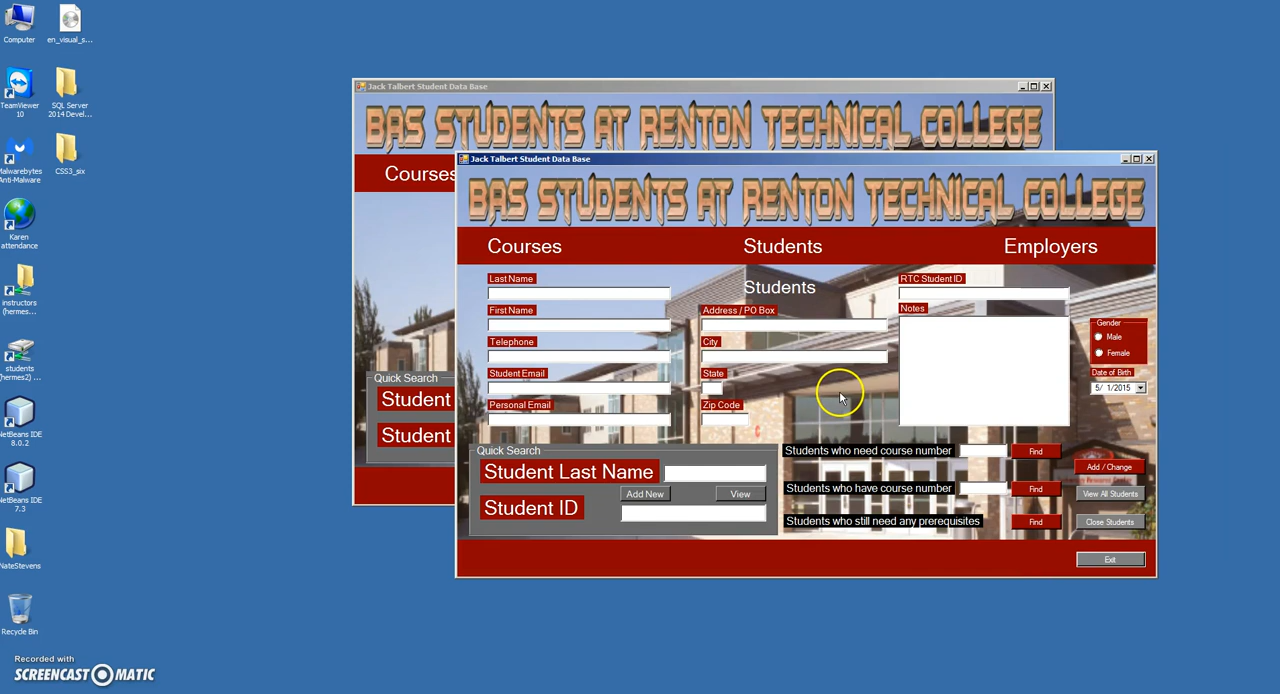 Computer
en_visual_s...
TeamViewer
10
SQL Server
2014 Devel...
Malwarebytes
Anti-Malware
CSS3_six
Karen
attendance
instructors
(hermes...
students
(hermes2) ...
NetBeans IDE
8.0.2
NetBeans IDE
7.3
NateStevens
Recycle Bin
Recorded with
SCREENCAST-O-MATIC
Jack Talbert Student Data Base
BAS STUDENTS AT RENTON TECHNICAL COLLEGE
Courses
Quick Search
Student
Student
Jack Talbert Student Data Base
BAS STUDENTS AT RENTON TECHNICAL COLLEGE
Courses Students Employers
Students
Last Name
First Name
Telephone
Student Email
Personal Email
Address / PO Box
City
State
Zip Code
RTC Student ID
Notes
Gender
Male
Female
Date of Birth
5/ 1/2015
Quick Search
Student Last Name
Add New View
Student ID
Students who need course number Find
Students who have course number Find
Students who still need any prerequisites Find
Add / Change
View All Students
Close Students
Exit